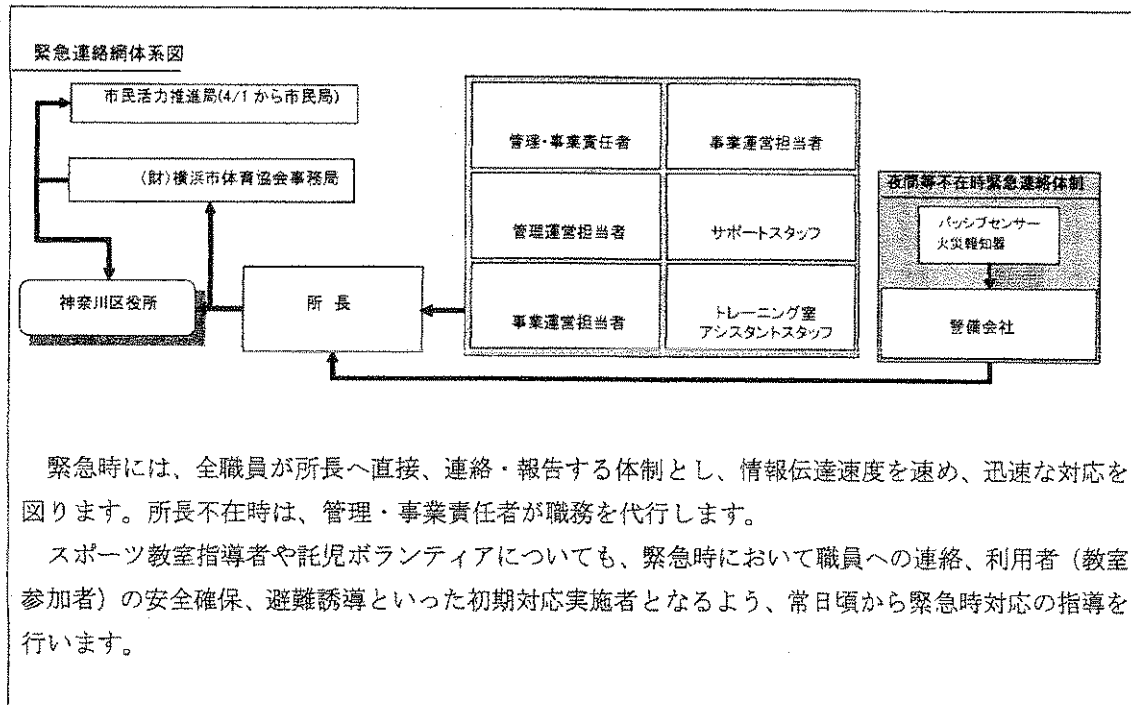 緊急連絡網体系図
市民活力推進局(4/1から市民局)
(財)横浜市体育協会事務局
神奈川区役所
所 長
管理・事業責任者
事業運営担当者
管理運営担当者
サポートスタッフ
事業運営担当者
トレーニング室
アシスタントスタッフ
夜間等不在時緊急連絡体制
パッシブセンサー
火災報知器
警備会社
緊急時には、全職員が所長へ直接、連絡・報告する体制とし、情報伝達速度を速め、迅速な対応を
図ります。所長不在時は、管理・事業責任者が職務を代行します。
スポーツ教室指導者や託児ボランティアについても、緊急時において職員への連絡、利用者（教室
参加者）の安全確保、避難誘導といった初期対応実施者となるよう、常日頃から緊急時対応の指導を
行います。